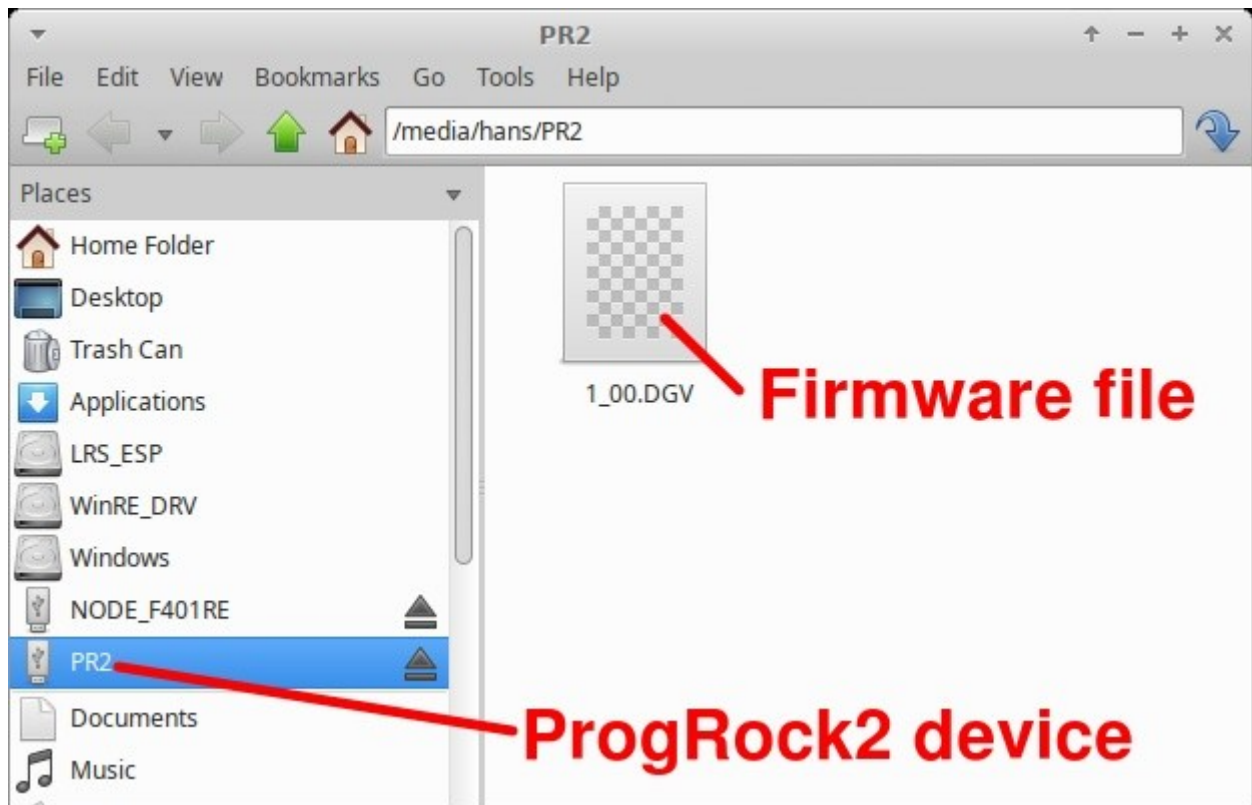 PR2
File Edit View Bookmarks Go Tools Help
/media/hans/PR2
Places
Home Folder
Desktop
Trash Can
Applications
LRS_ESP
WinRE_DRV
Windows
NODE_F401RE
PR2
Documents
Music
1_00.DGV
Firmware file
ProgRock2 device